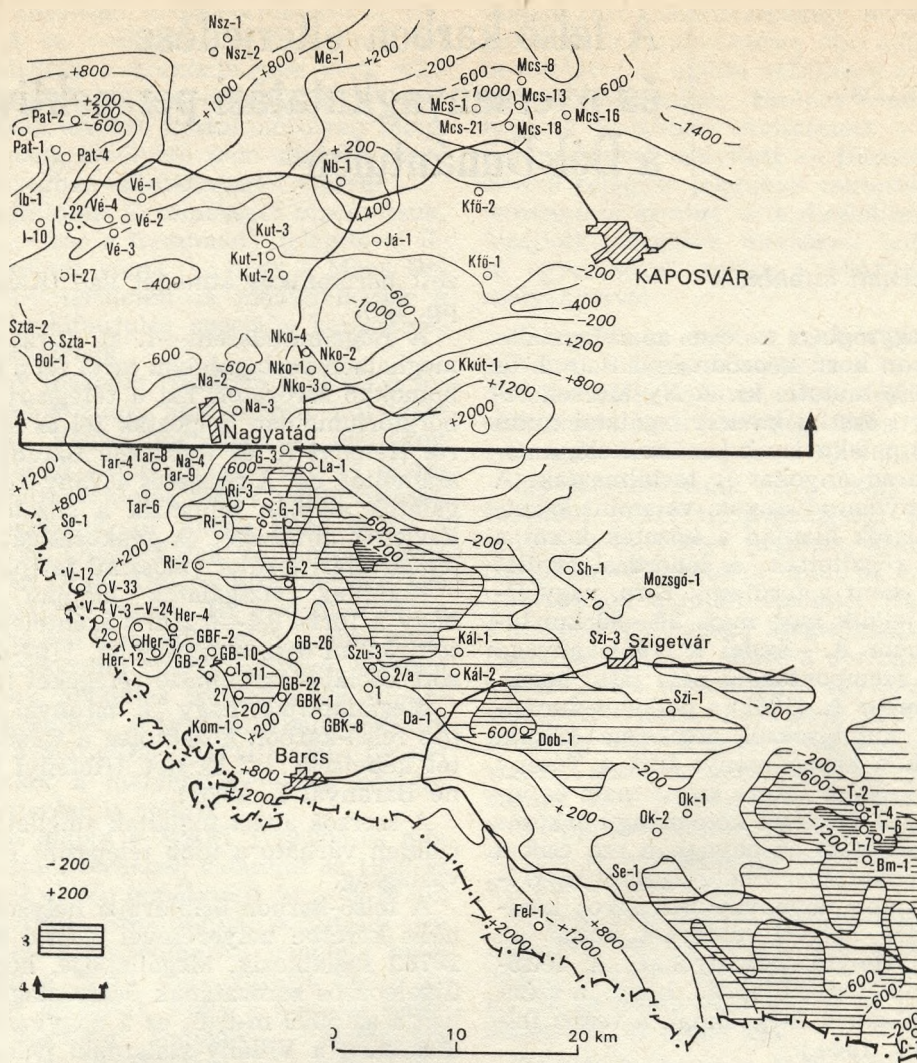 Nsz-1
Nsz-2
Me-1
+800
+1000
+800
-200
-600
-1000
Mcs-8
Mcs-13
Mcs-1
Mcs-16
Mcs-21
Mcs-18
-600
-1400
+200
-200
-600
Pat-2
Pat-1
Pat-4
+200
Nb-1
+400
Kfő-2
Vé-1
Ib-1
I-22
Vé-4
Vé-2
I-10
Vé-3
Kut-3
Já-1
Kut-1
Kut-2
Kfő-1
I-27
KAPOSVÁR
-200
-400
-200
+200
-600
-1000
Szta-2
Szta-1
Bol-1
-600
-600
Nko-4
Nko-2
Nko-1
Nko-3
Kkút-1
+800
+1200
+2000
Na-2
Na-3
Nagyatád
G-3
Tar-8
Na-4
Tar-4
Tar-9
Tar-6
La-1
+1200
+800
So-1
-600
Ri-3
G-1
-600
Ri-1
Ri-2
G-2
+200
-600
-1200
-200
Sh-1
±0
Mozsgó-1
V-12
V-33
V-4
V-3
V-24
Her-4
2
Her-5
Her-12
GBF-2
GB-10
GB-2
1
11
GB-26
27
GB-22
GBK-1
GBK-8
Kom-1
+200
Szu-3
2/a
1
Kál-1
Kál-2
Szi-3
Szigetvár
Szi-1
-200
Da-1
-600
Dob-1
-200
Barcs
+800
+1200
+200
Ok-1
Ok-2
Se-1
-200
-600
-1200
T-2
T-4
T-6
T-7
Bm-1
Fel-1
+800
+1200
+2000
-600
-600
-200
-200
+200
3
4
0 10 20 km